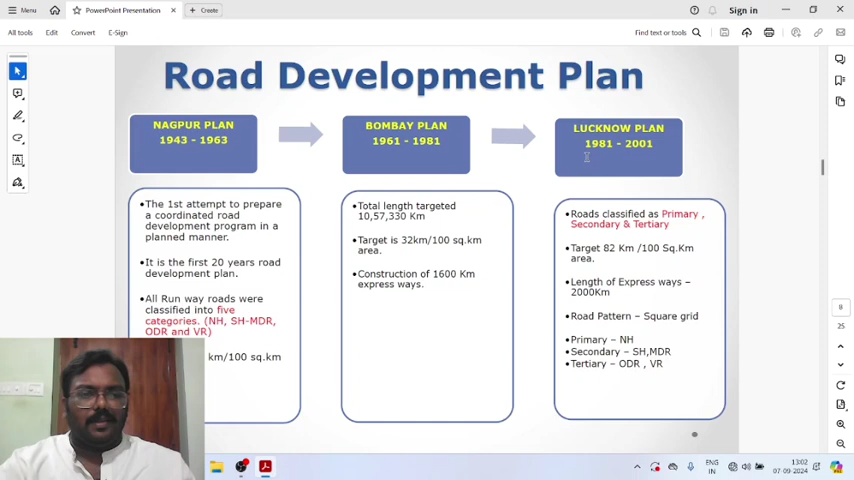 Menu
PowerPoint Presentation
Create
Sign in
All tools
Edit
Convert
E-Sign
Find text or tools
Road Development Plan
NAGPUR PLAN
1943 - 1963
BOMBAY PLAN
1961 - 1981
LUCKNOW PLAN
1981 - 2001
•The 1st attempt to prepare
a coordinated road
development program in a
planned manner.
•It is the first 20 years road
development plan.
•All Run way roads were
classified into five
categories. (NH, SH-MDR,
ODR and VR)
km/100 sq.km
•Total length targeted
10,57,330 Km
•Target is 32km/100 sq.km
area.
•Construction of 1600 Km
express ways.
•Roads classified as Primary ,
Secondary & Tertiary
•Target 82 Km /100 Sq.Km
area.
•Length of Express ways –
2000Km
•Road Pattern – Square grid
•Primary – NH
•Secondary – SH,MDR
•Tertiary – ODR , VR
8
25
ENG
IN
13:02
07-09-2024